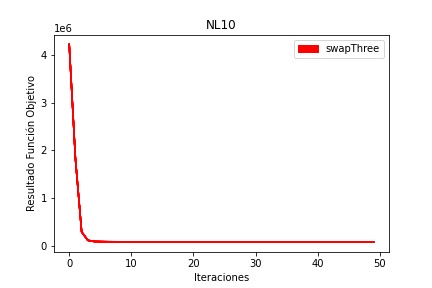 NL10
1e6
swapThree
4
3
2
1
0
Resultado Función Objetivo
0 10 20 30 40 50
Iteraciones